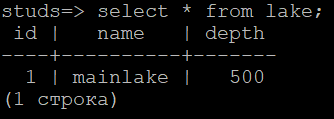 studs=> select * from lake;
 id |   name   | depth
----+----------+-------
  1 | mainlake |   500
(1 строка)